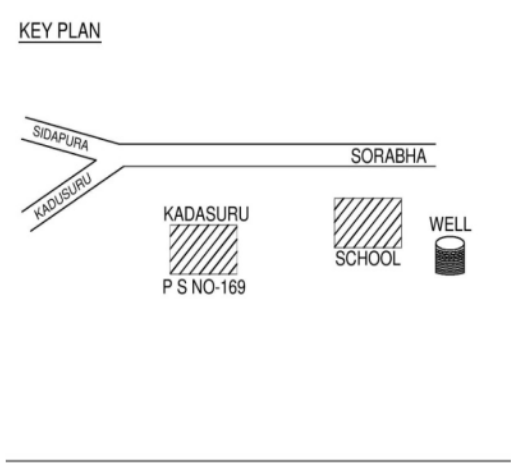 KEY PLAN
SIDAPURA
SORABHA
KADUSURU
KADASURU
WELL
SCHOOL
P S NO-169